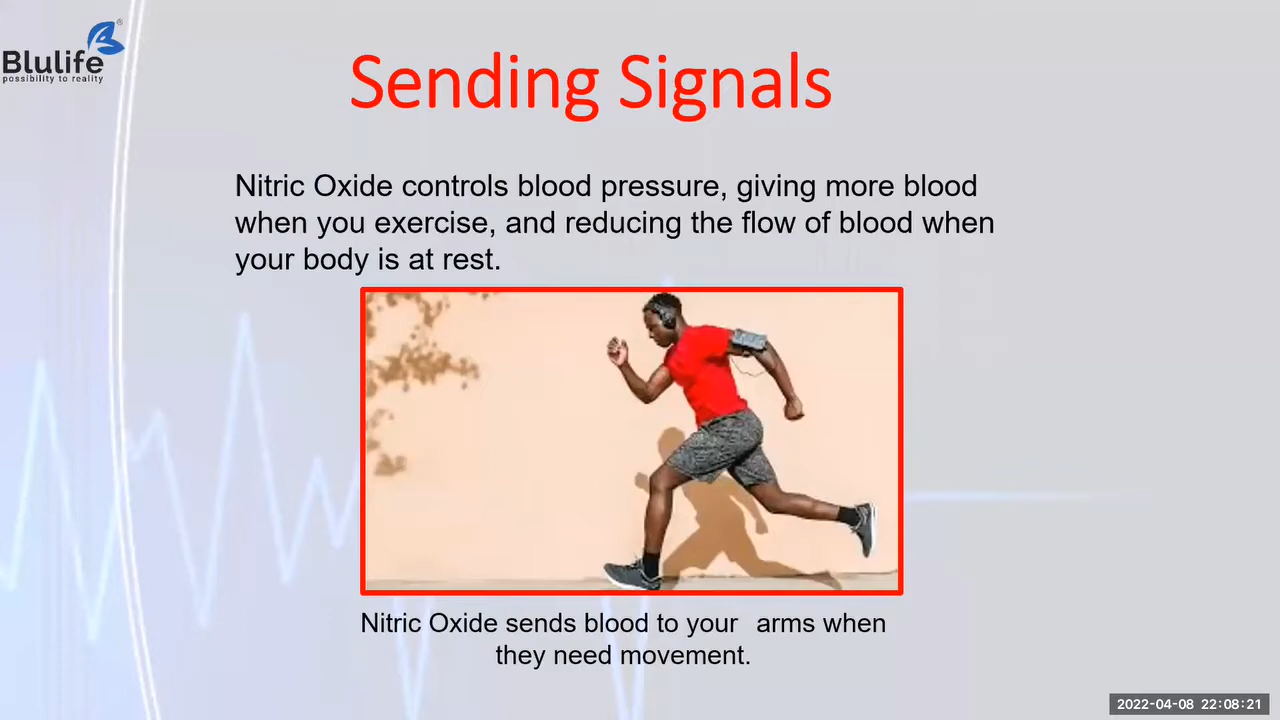 Blulife®
possibility to reality
Sending Signals
Nitric Oxide controls blood pressure, giving more blood
when you exercise, and reducing the flow of blood when
your body is at rest.
Nitric Oxide sends blood to your arms when
they need movement.
2022-04-08 22:08:21